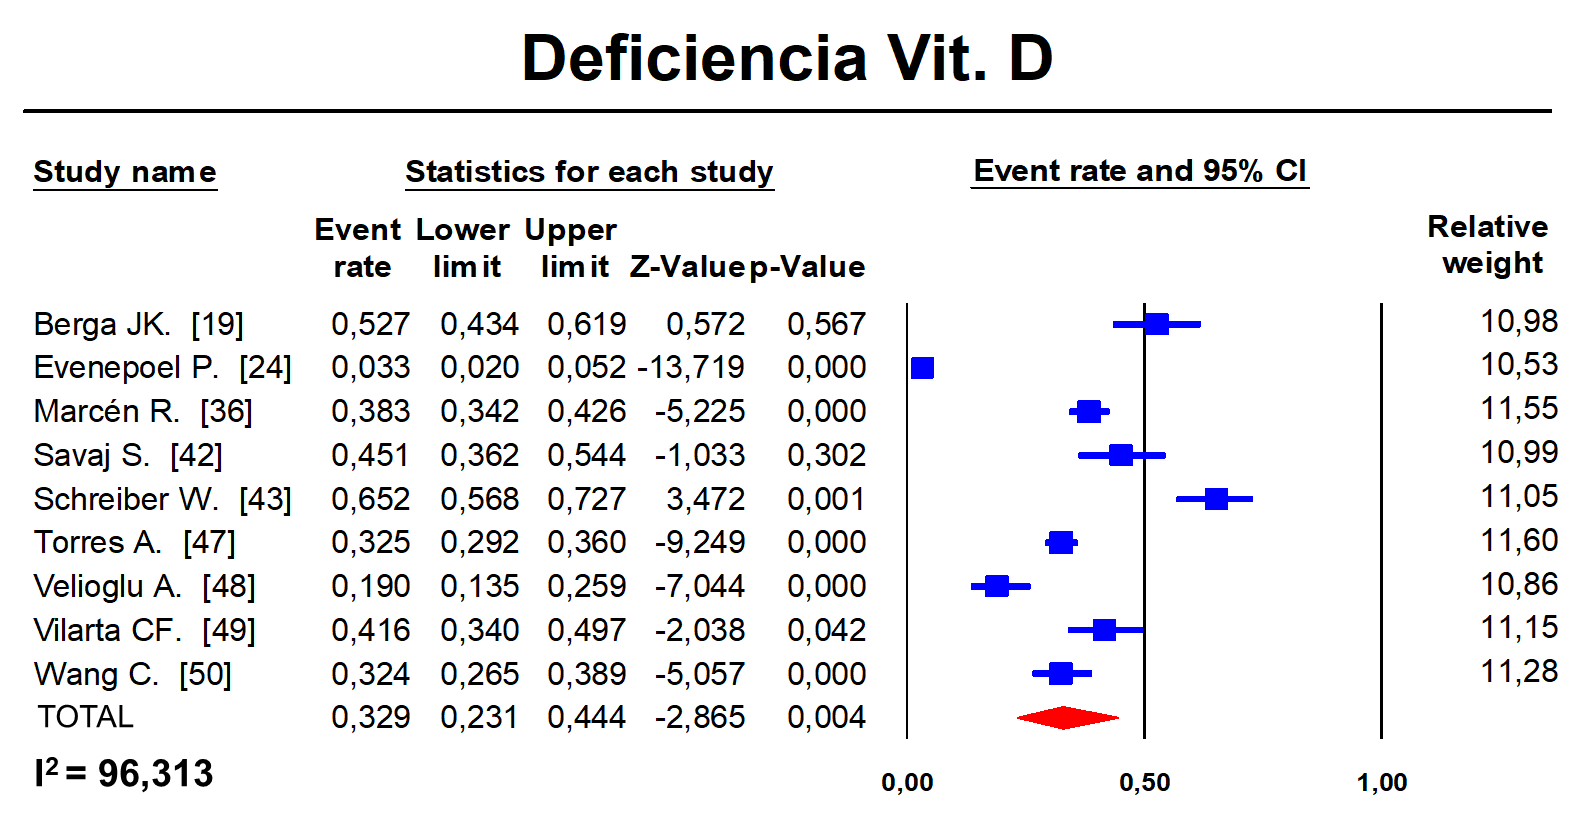 Deficiencia Vit. D
Study name Statistics for each study Event rate and 95% CI
Event Lower Upper Relative
rate limit limit Z-Value p-Value weight
Berga JK. [19] 0,527 0,434 0,619 0,572 0,567 10,98
Evenepoel P. [24] 0,033 0,020 0,052 -13,719 0,000 10,53
Marcén R. [36] 0,383 0,342 0,426 -5,225 0,000 11,55
Savaj S. [42] 0,451 0,362 0,544 -1,033 0,302 10,99
Schreiber W. [43] 0,652 0,568 0,727 3,472 0,001 11,05
Torres A. [47] 0,325 0,292 0,360 -9,249 0,000 11,60
Velioglu A. [48] 0,190 0,135 0,259 -7,044 0,000 10,86
Vilarta CF. [49] 0,416 0,340 0,497 -2,038 0,042 11,15
Wang C. [50] 0,324 0,265 0,389 -5,057 0,000 11,28
TOTAL 0,329 0,231 0,444 -2,865 0,004
I² = 96,313
0,00 0,50 1,00